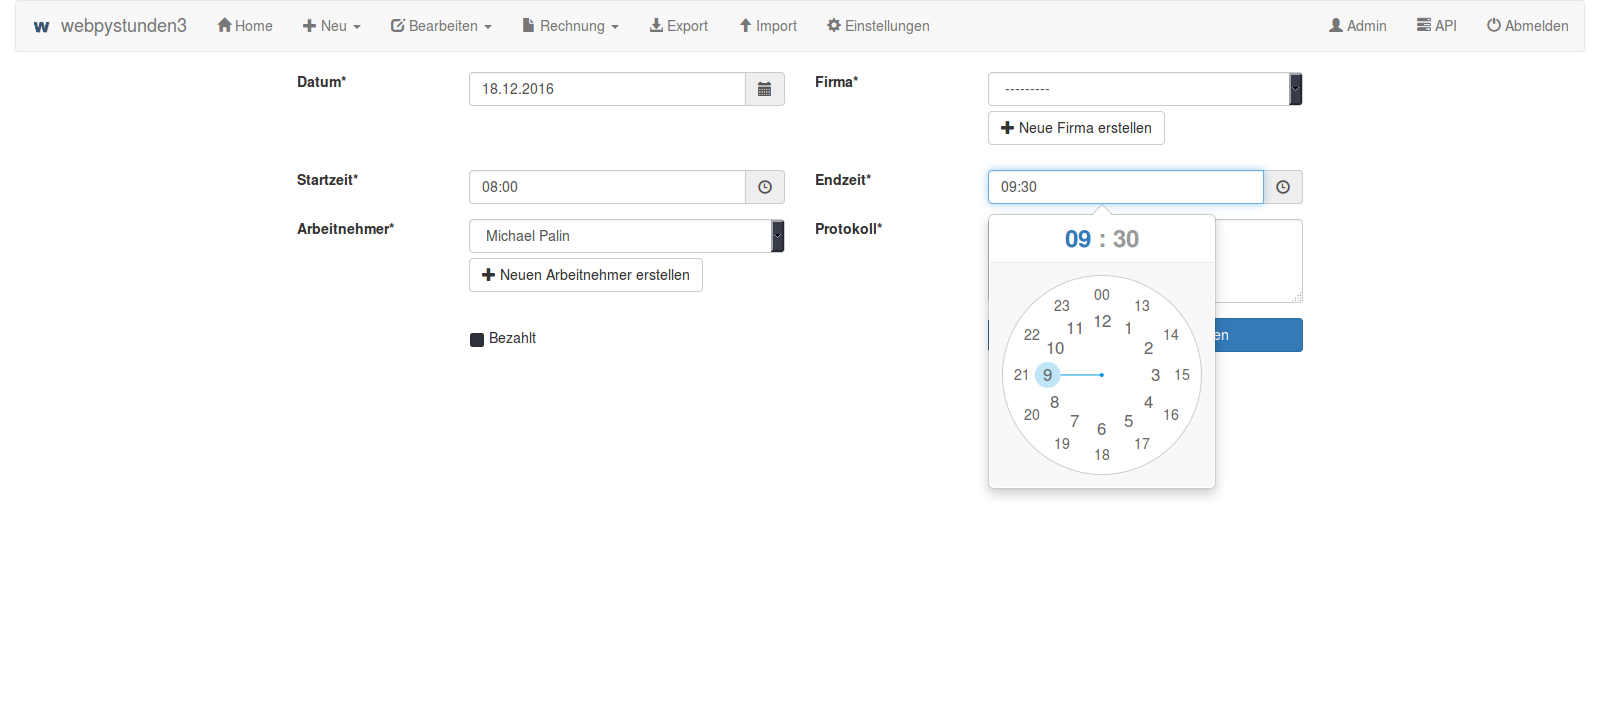 w webpystunden3 Home Neu Bearbeiten Rechnung Export Import Einstellungen Admin API Abmelden
Datum* 18.12.2016 Firma* ---------
Neue Firma erstellen
Startzeit* 08:00 Endzeit* 09:30
Arbeitnehmer* Michael Palin Protokoll*
Neuen Arbeitnehmer erstellen
Bezahlt
09 : 30
00
23 13
12
11 1
22 14
10 2
21 9 3 15
8 4
20 16
7 5
6
19 17
18